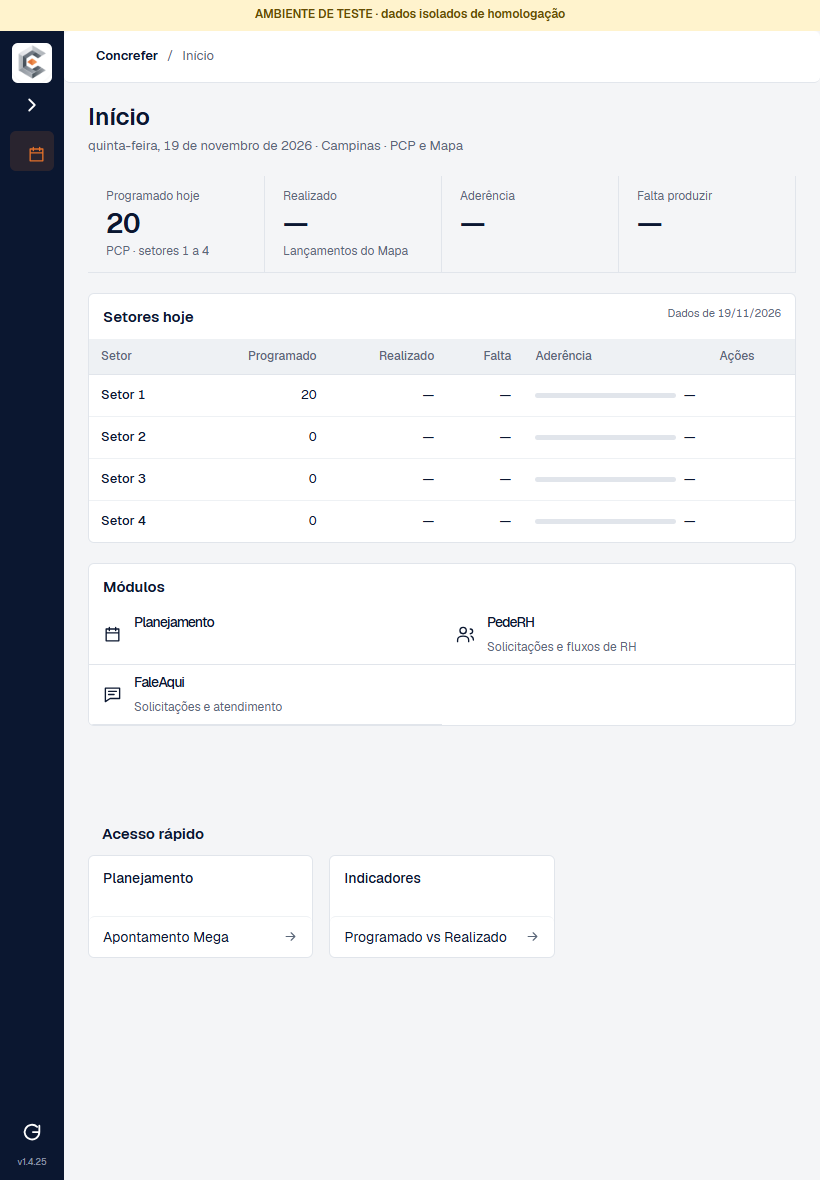 AMBIENTE DE TESTE · dados isolados de homologação
Concrefer / Início
Início
quinta-feira, 19 de novembro de 2026 · Campinas · PCP e Mapa
Programado hoje
20
PCP · setores 1 a 4
Realizado
—
Lançamentos do Mapa
Aderência
—
Falta produzir
—
Setores hoje
Dados de 19/11/2026
Setor Programado Realizado Falta Aderência Ações
Setor 1 20 — — —
Setor 2 0 — — —
Setor 3 0 — — —
Setor 4 0 — — —
Módulos
Planejamento
PedeRH
Solicitações e fluxos de RH
FaleAqui
Solicitações e atendimento
Acesso rápido
Planejamento
Apontamento Mega →
Indicadores
Programado vs Realizado →
v1.4.25